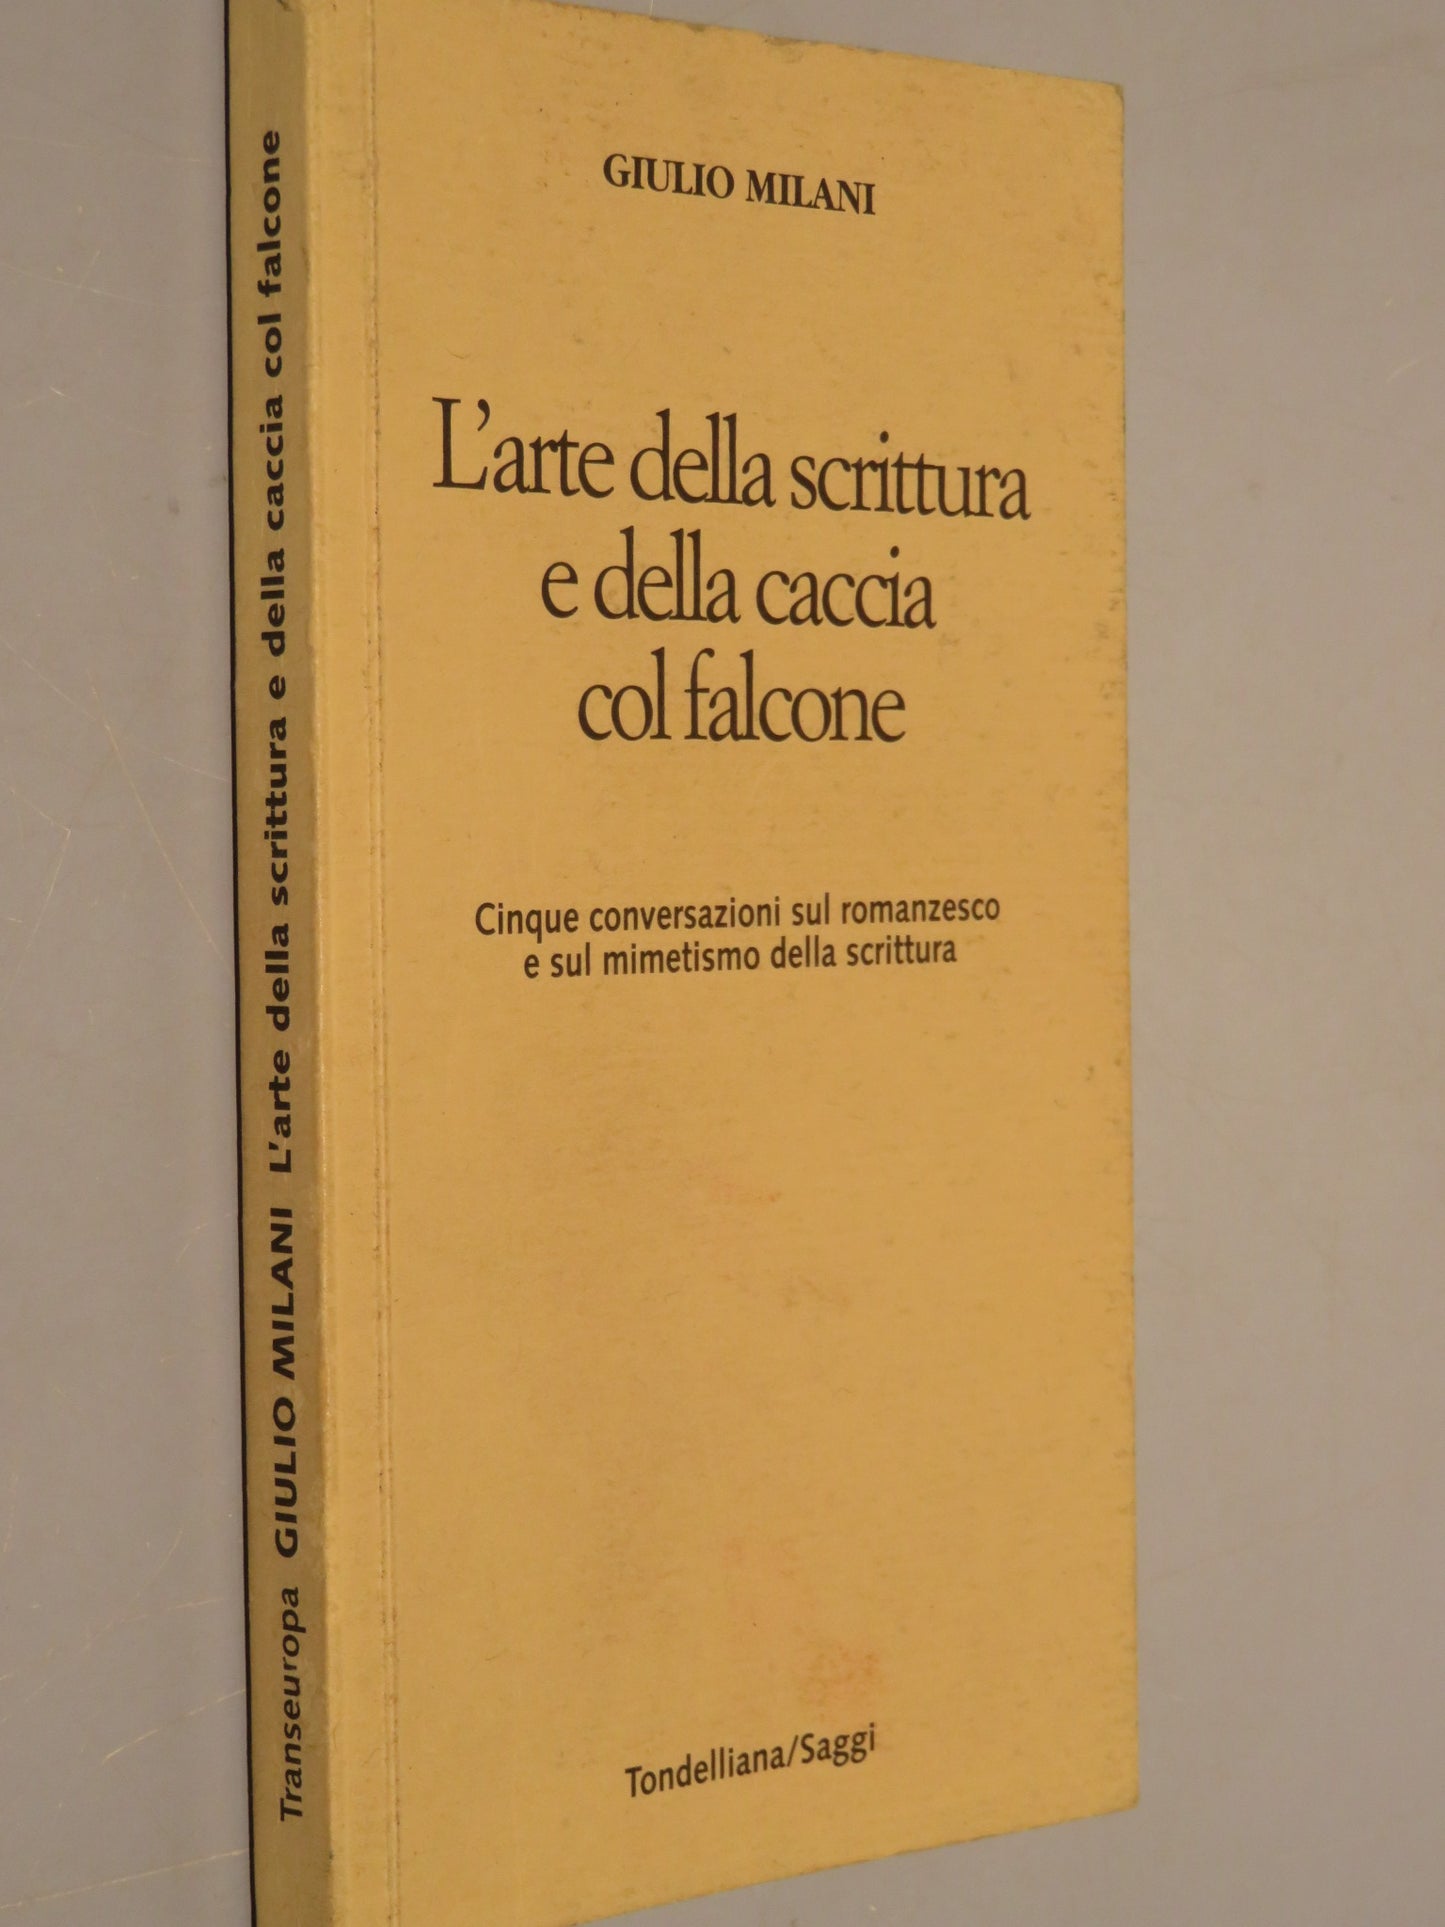 Transeuropa GIULIO MILANI L'arte della scrittura e della caccia col falcone
GIULIO MILANI
L'arte della scrittura
e della caccia
col falcone
Cinque conversazioni sul romanzesco
e sul mimetismo della scrittura
Tondelliana/Saggi